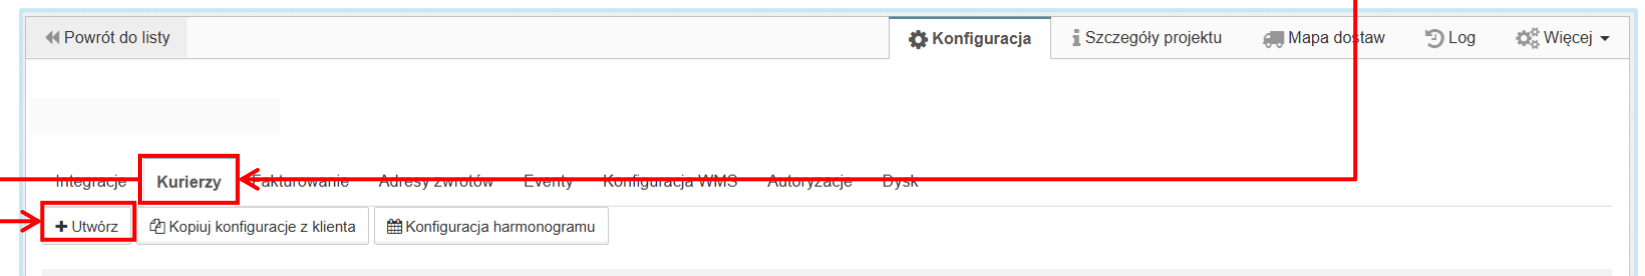 Powrót do listy Konfiguracja Szczegóły projektu Mapa dostaw Log Więcej
Integracje Kurierzy Fakturowanie Adresy zwrotów Eventy Konfiguracja WMS Autoryzacje Dysk
+ Utwórz Kopiuj konfiguracje z klienta Konfiguracja harmonogramu